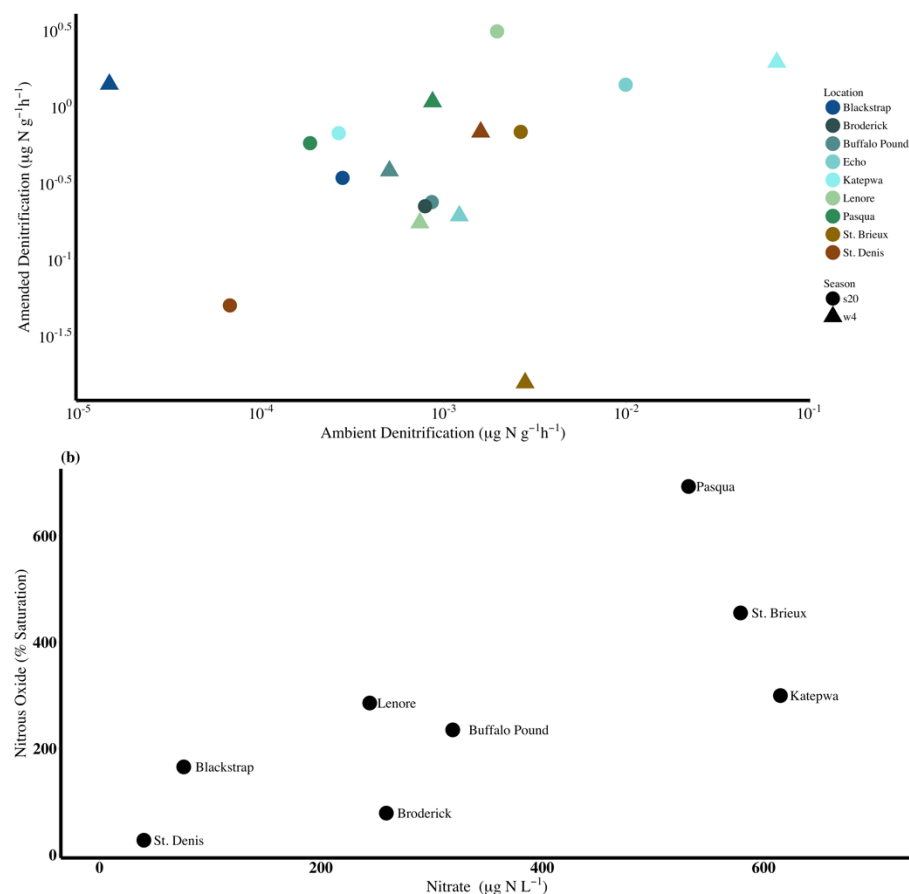 10^0.5
10^0
10^-0.5
10^-1
10^-1.5
Amended Denitrification (µg N g⁻¹h⁻¹)
10^-5 10^-4 10^-3 10^-2 10^-1
Ambient Denitrification (µg N g⁻¹h⁻¹)
Location
Blackstrap
Broderick
Buffalo Pound
Echo
Katepwa
Lenore
Pasqua
St. Brieux
St. Denis
Season
s20
w4
(b)
Nitrous Oxide (% Saturation)
600
400
200
0
Pasqua
St. Brieux
Katepwa
Lenore
Buffalo Pound
Blackstrap
Broderick
St. Denis
0 200 400 600
Nitrate (µg N L⁻¹)